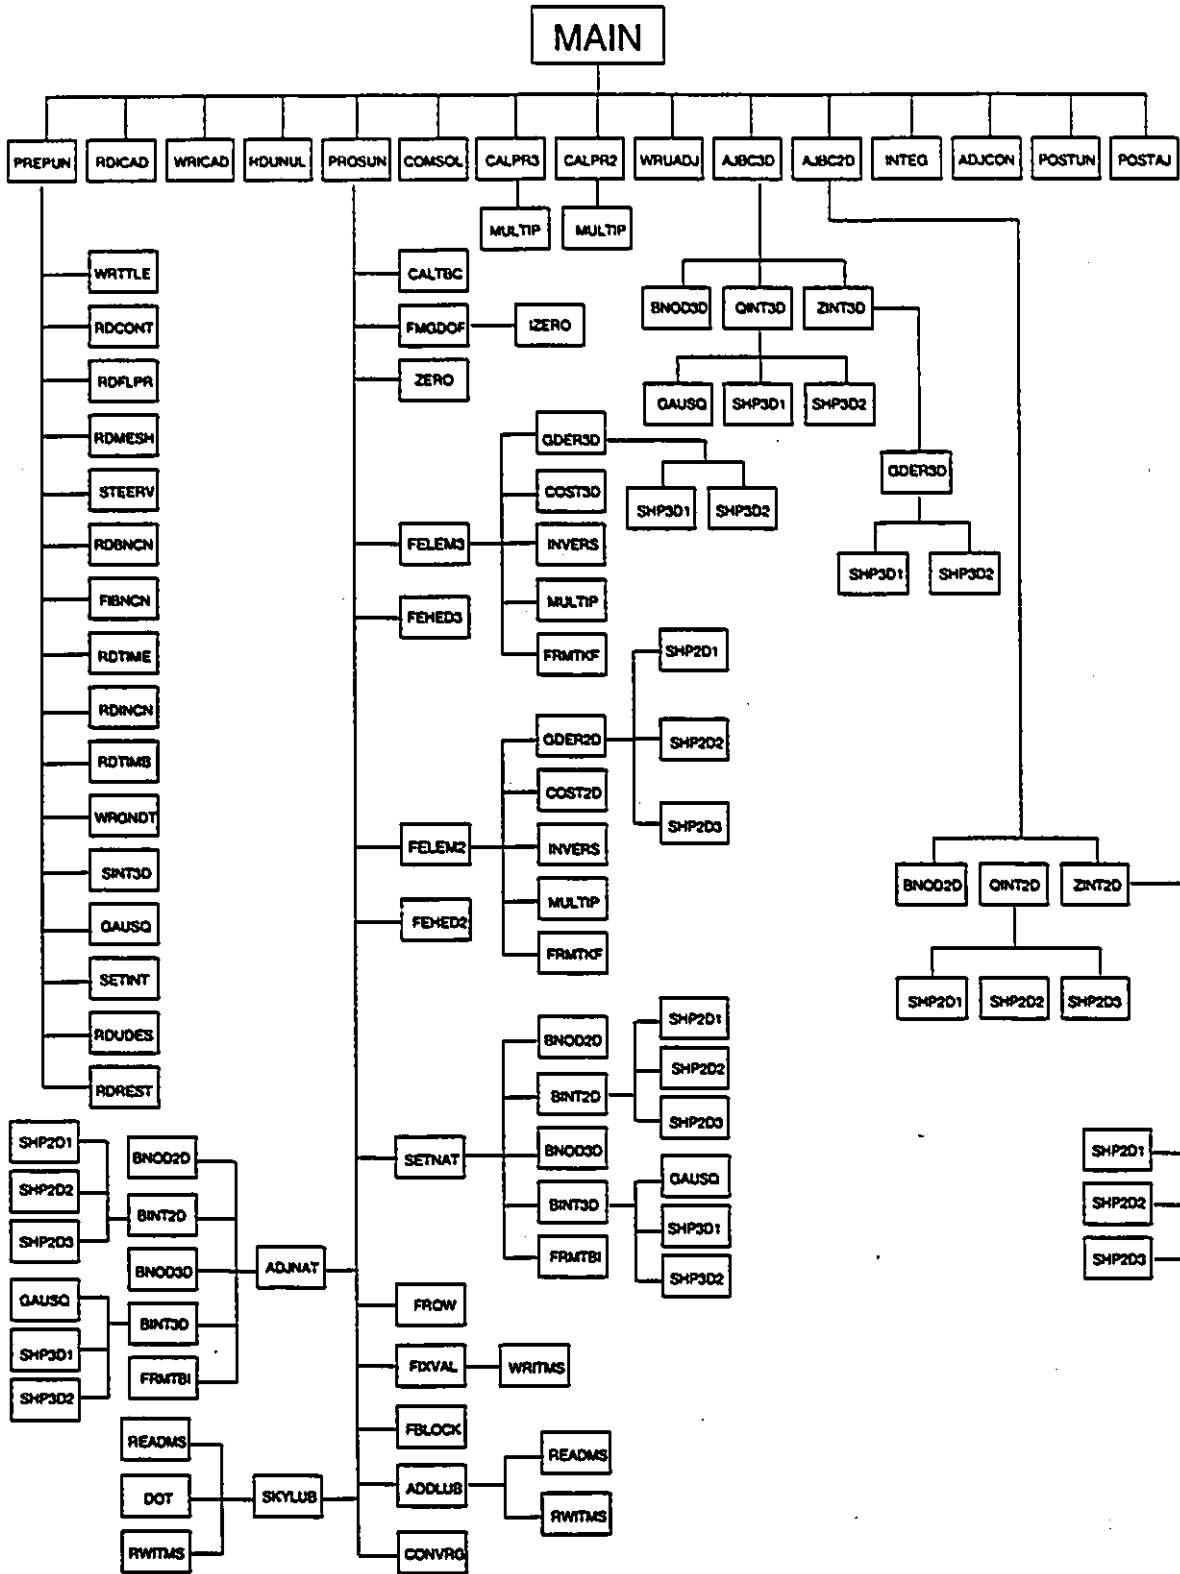 MAIN
PREPUN RDICAD WRICAD HDUNUL PROSUN COMSOL CALPR3 CALPR2 WRUADJ AJBC3D AJBC2D INTEG ADJCON POSTUN POSTAJ
MULTIP MULTIP
WRTTLE
RDCONT
RDFLPR
RDMESH
STEERV
RDBNCN
FIBNCN
RDTIME
RDINCN
RDTIMB
WRGNDT
SINT3D
GAUSQ
SETINT
RDUDES
RDREST
CALTBC
FMGDOF IZERO
ZERO
FELEM3
GDER3D
COST3D
INVERS
MULTIP
FRMTKF
SHP3D1 SHP3D2
FEHED3
FELEM2
GDER2D
COST2D
INVERS
MULTIP
FRMTKF
SHP2D1
SHP2D2
SHP2D3
FEHED2
SETNAT
BNOD2D
BINT2D
BNOD3D
BINT3D
FRMTBI
SHP2D1
SHP2D2
SHP2D3
GAUSQ
SHP3D1
SHP3D2
ADJNAT
BNOD2D
BINT2D
BNOD3D
BINT3D
FRMTBI
SHP2D1
SHP2D2
SHP2D3
GAUSQ
SHP3D1
SHP3D2
FROW
FIXVAL WRITMS
FBLOCK
SKYLUB
READMS
DOT
RWITMS
ADDLUB
READMS
RWITMS
CONVRG
BNOD3D QINT3D ZINT3D
GAUSQ SHP3D1 SHP3D2
GDER3D
SHP3D1 SHP3D2
BNOD2D QINT2D ZINT2D
SHP2D1 SHP2D2 SHP2D3
SHP2D1
SHP2D2
SHP2D3